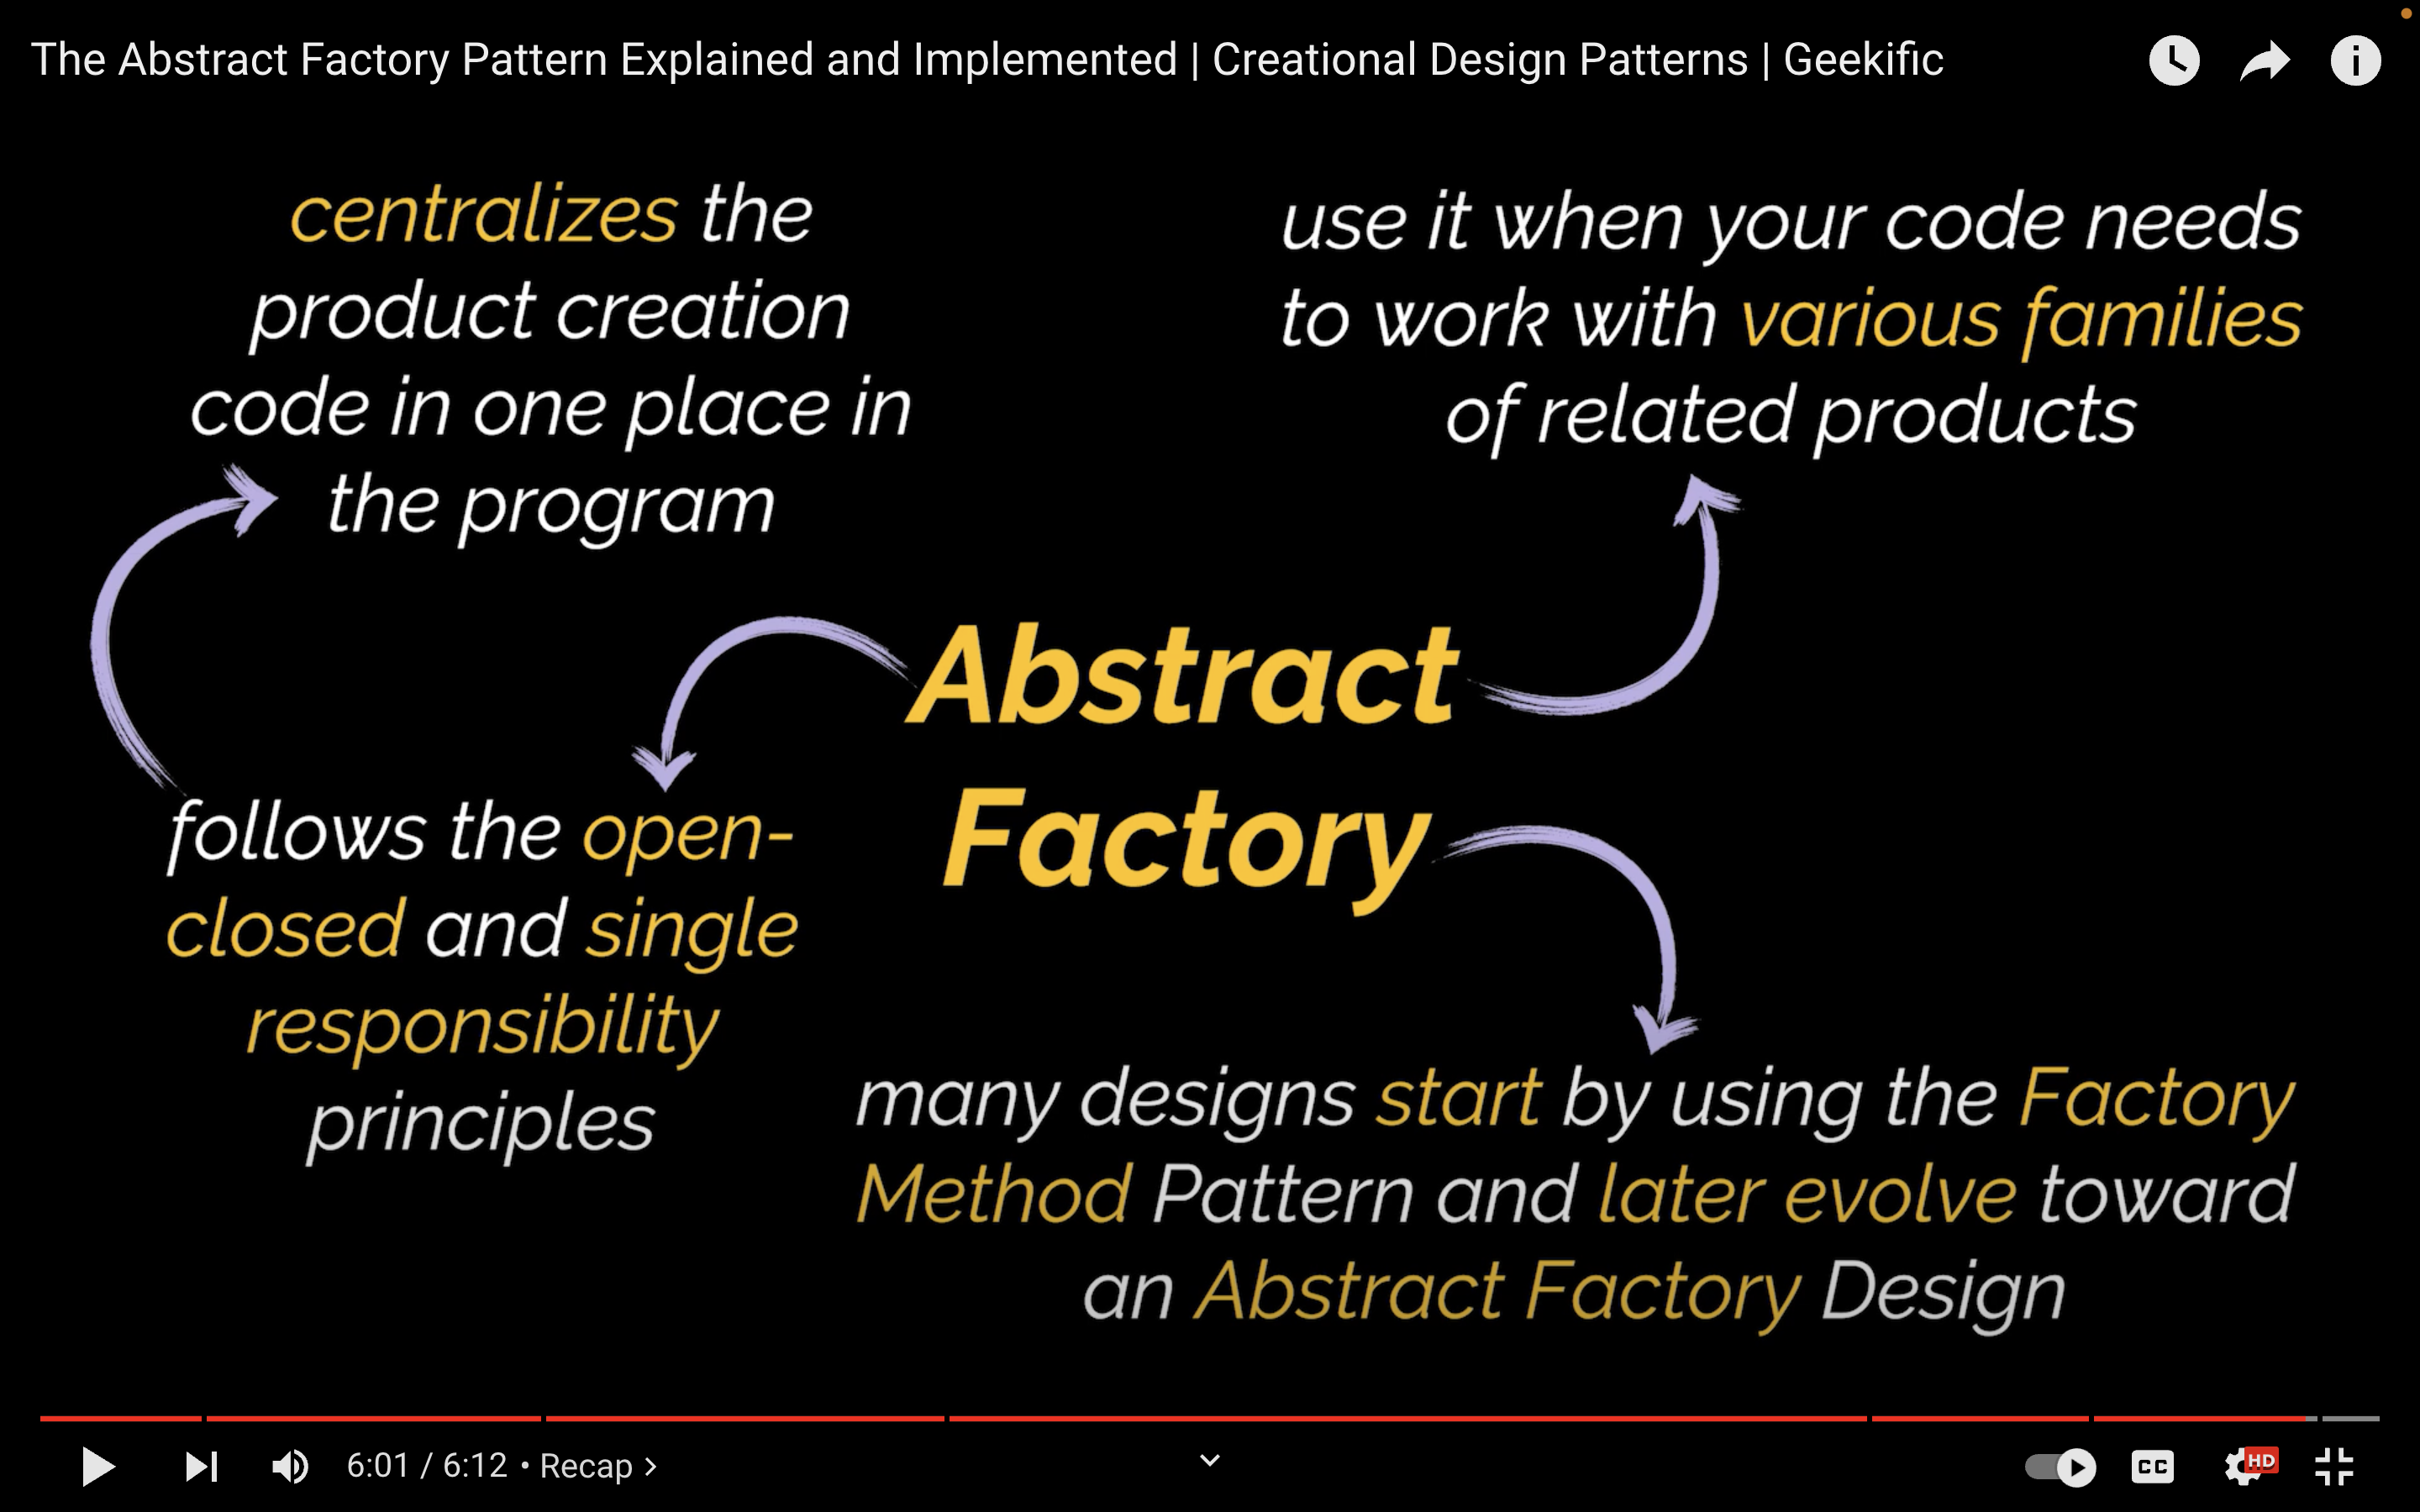 The Abstract Factory Pattern Explained and Implemented | Creational Design Patterns | Geekific
centralizes the
product creation
code in one place in
the program
use it when your code needs
to work with various families
of related products
Abstract
Factory
follows the open-
closed and single
responsibility
principles
many designs start by using the Factory
Method Pattern and later evolve toward
an Abstract Factory Design
6:01 / 6:12 • Recap >
CC
HD